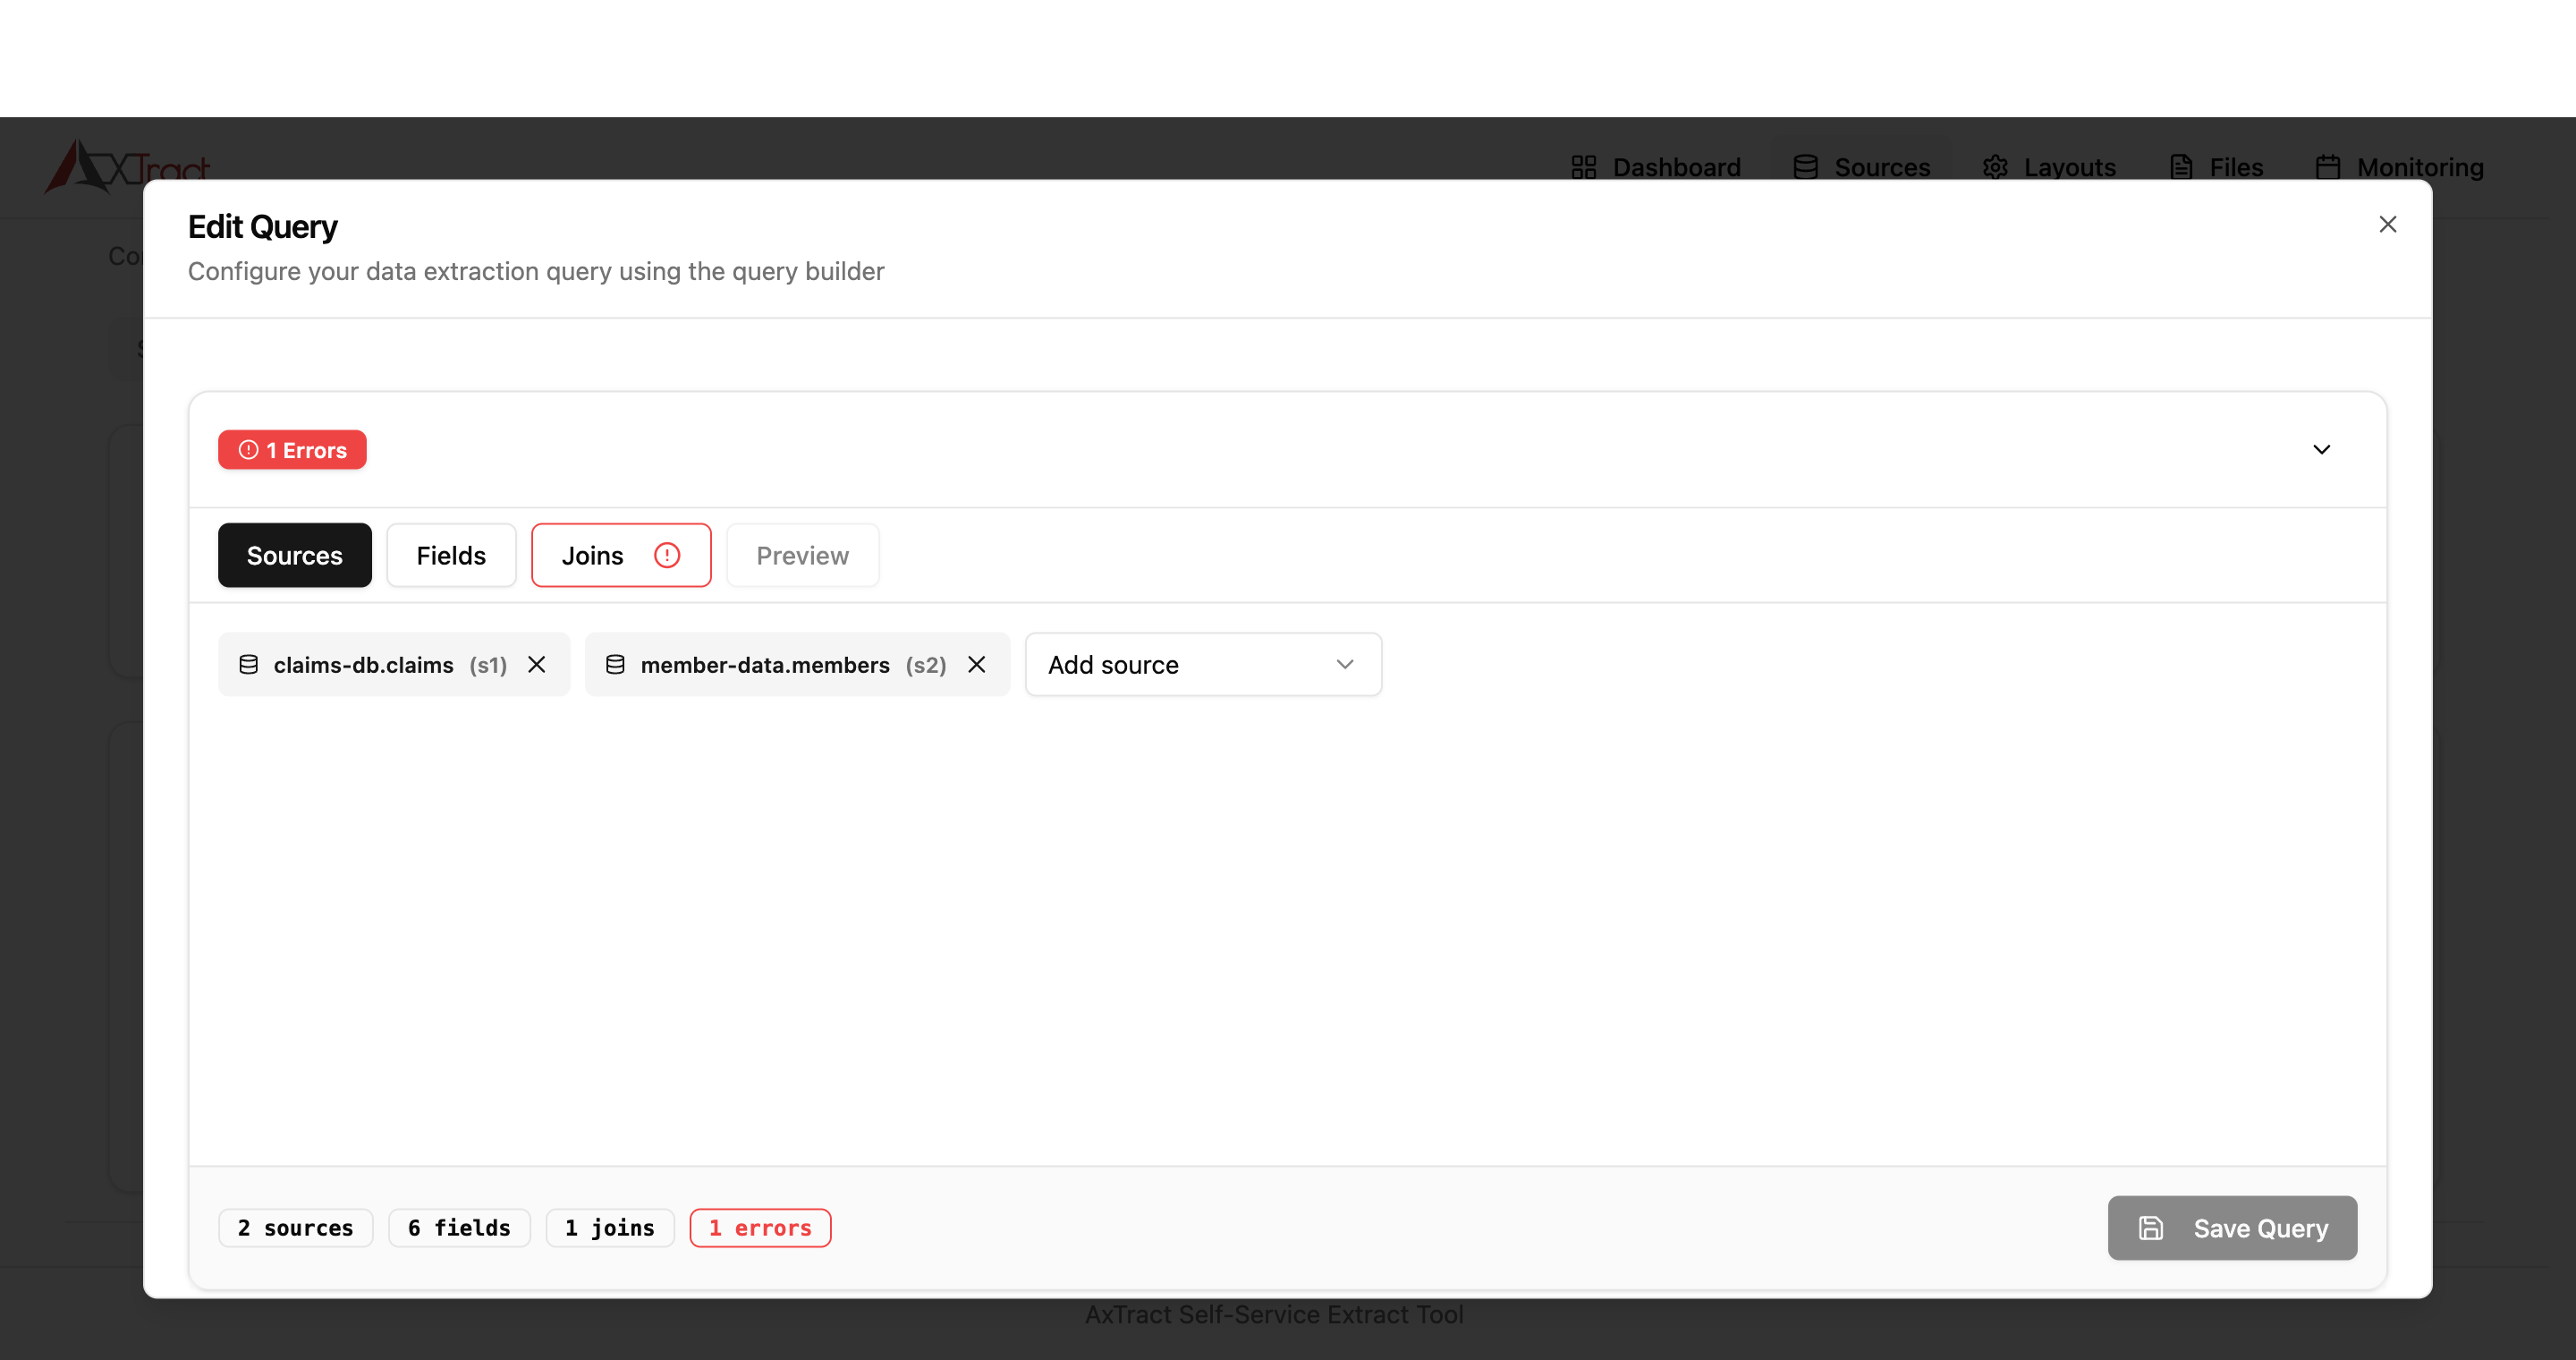 AxTract
Dashboard Sources Layouts Files Monitoring
Edit Query
Configure your data extraction query using the query builder
1 Errors
Sources Fields Joins Preview
claims-db.claims (s1) member-data.members (s2) Add source
2 sources 6 fields 1 joins 1 errors Save Query
AxTract Self-Service Extract Tool